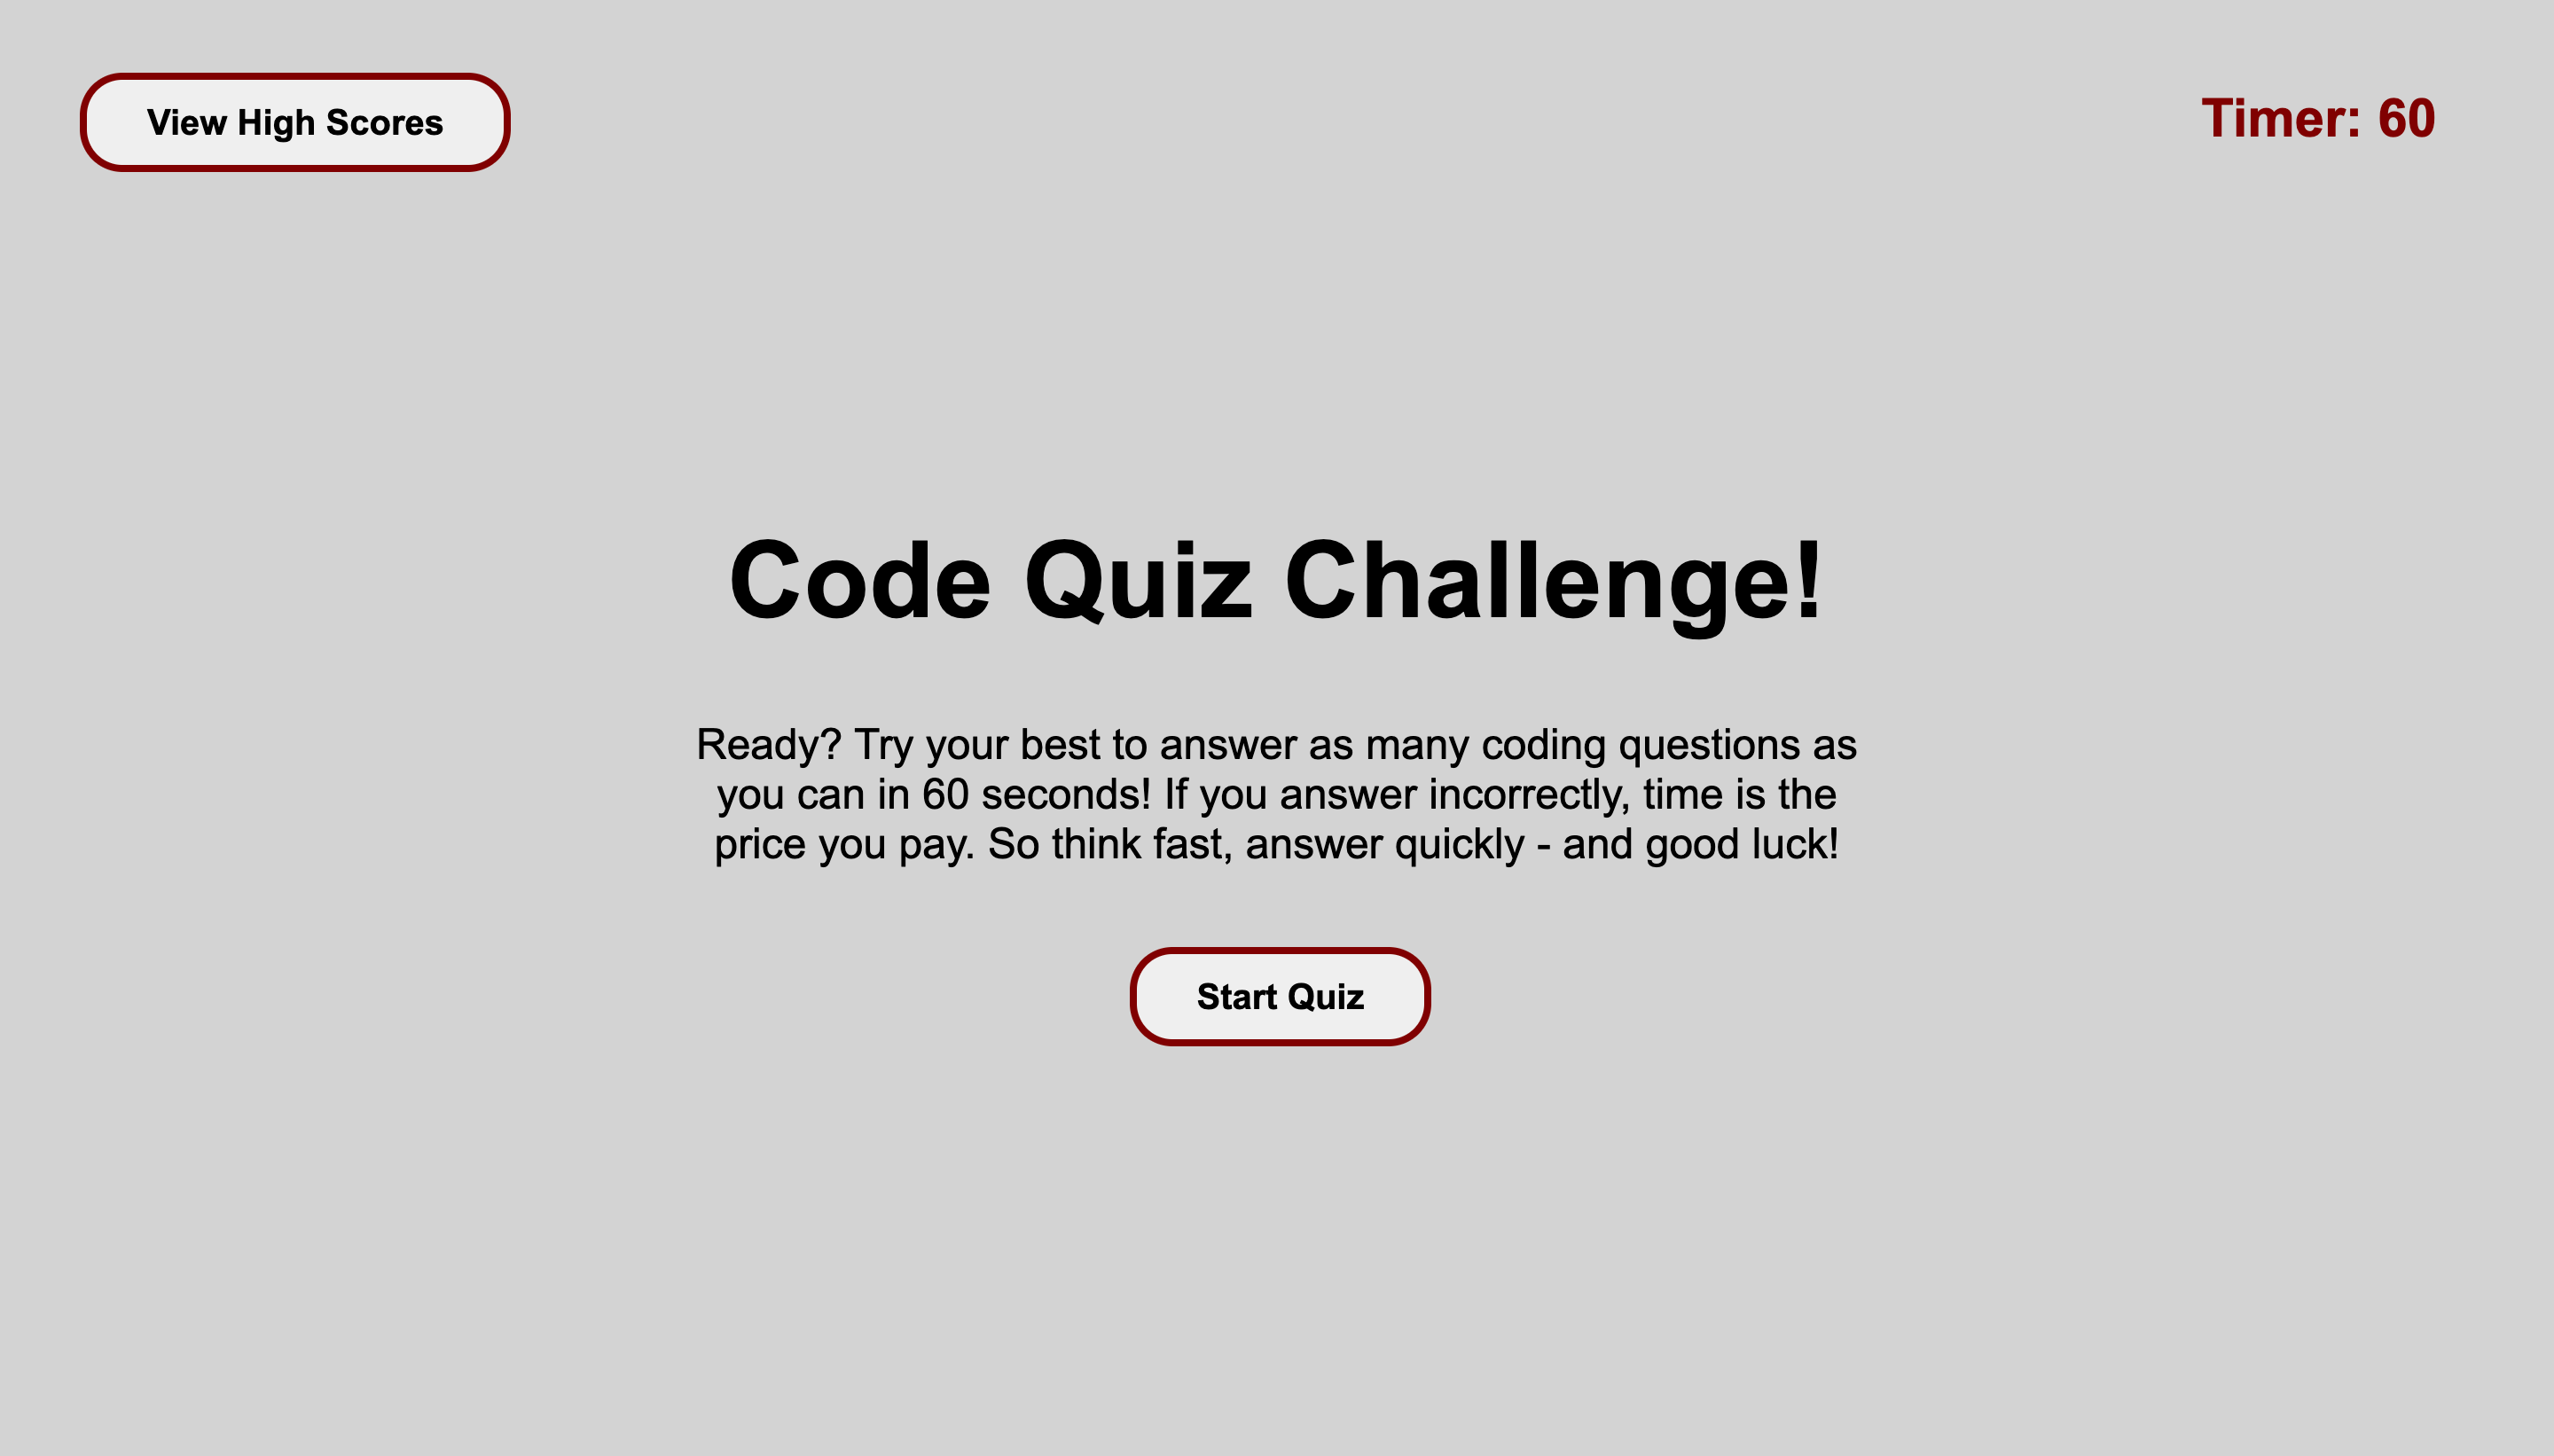 View High Scores
Timer: 60
Code Quiz Challenge!
Ready? Try your best to answer as many coding questions as
you can in 60 seconds! If you answer incorrectly, time is the
price you pay. So think fast, answer quickly - and good luck!
Start Quiz